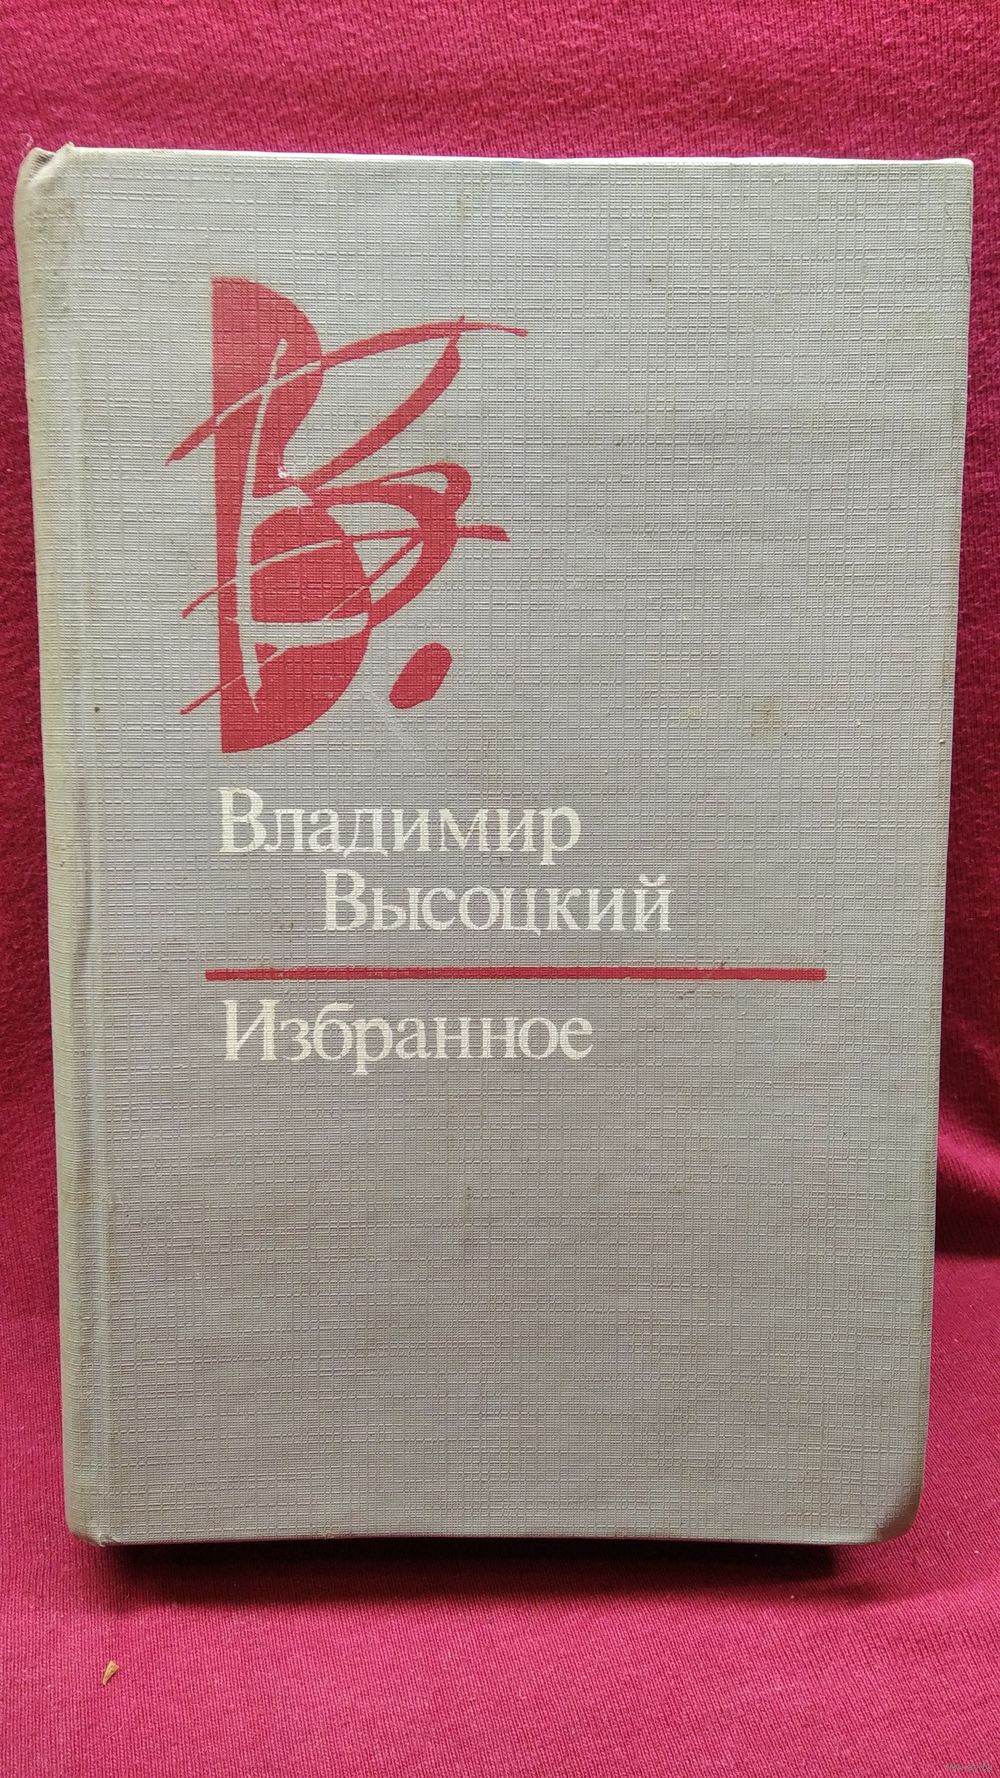 Владимир
Высоцкий
Избранное